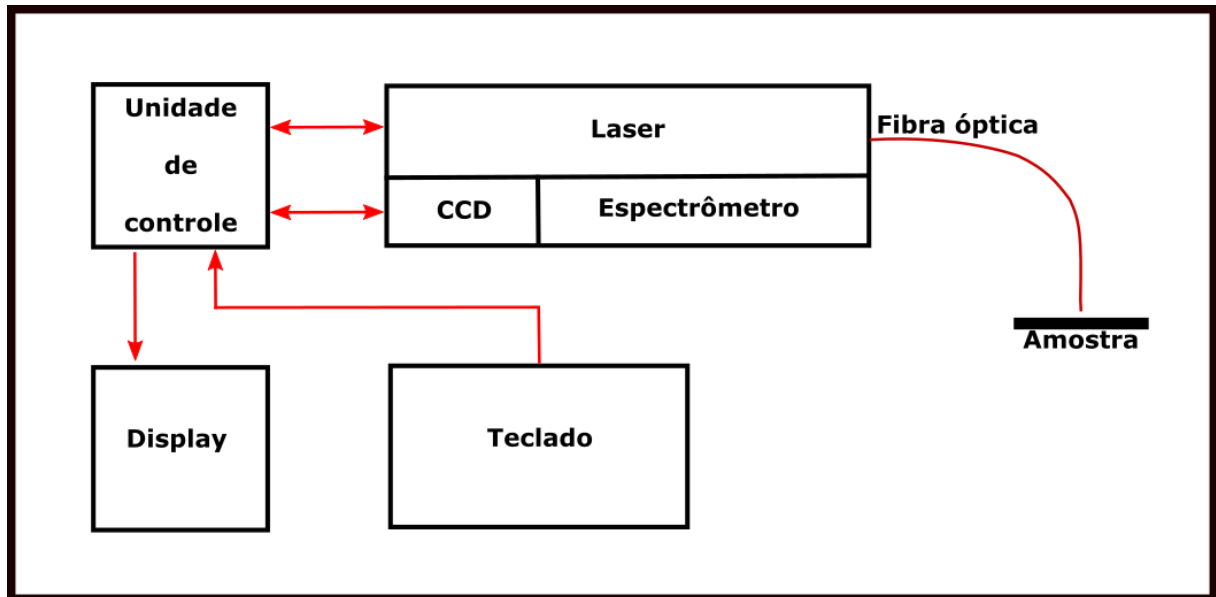 Unidade
de
controle
Laser
Fibra óptica
CCD
Espectrômetro
Amostra
Display
Teclado